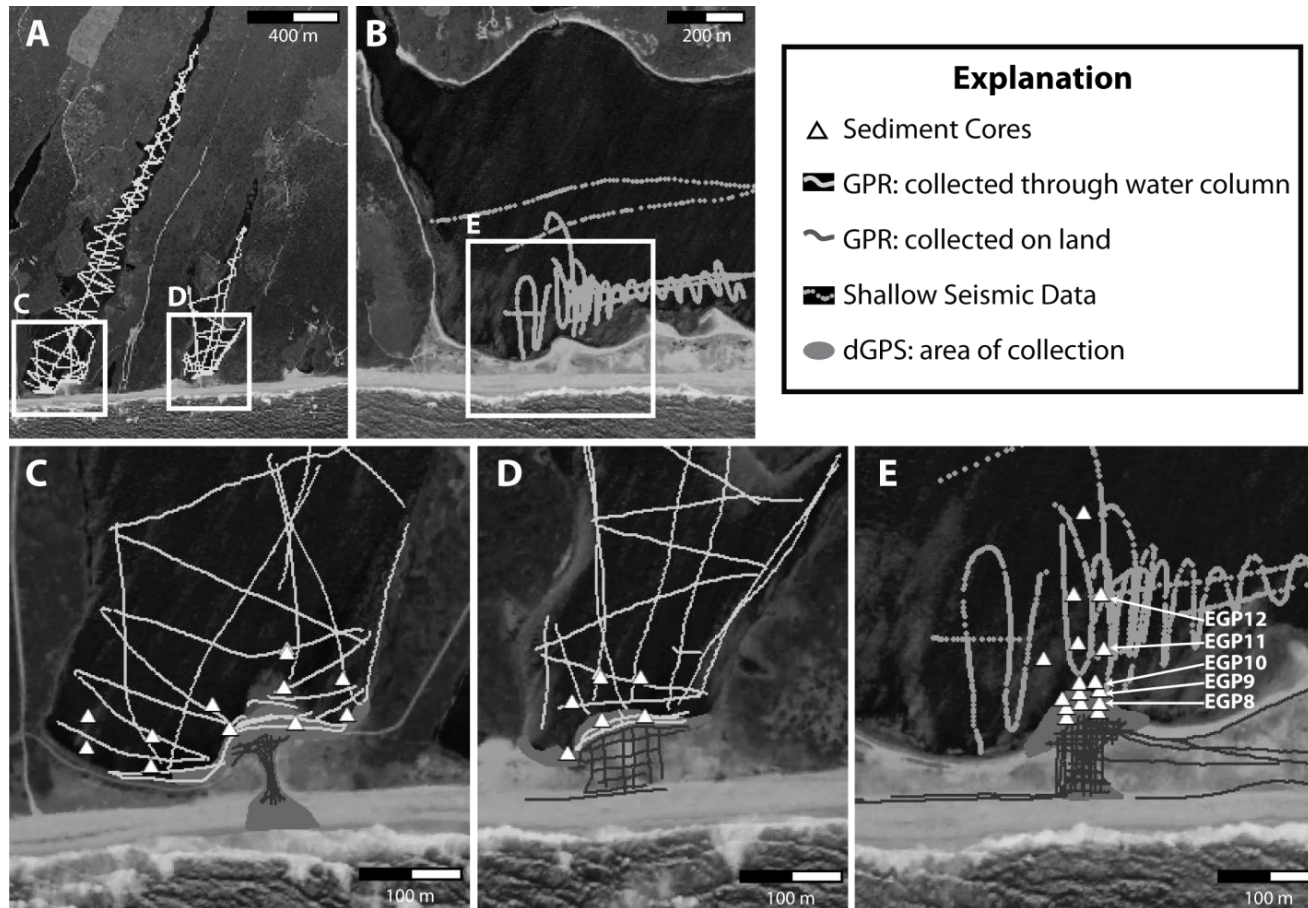 A
400 m
C
D
B
200 m
E
Explanation
Sediment Cores
GPR: collected through water column
GPR: collected on land
Shallow Seismic Data
dGPS: area of collection
C
100 m
D
100 m
E
EGP12
EGP11
EGP10
EGP9
EGP8
100 m